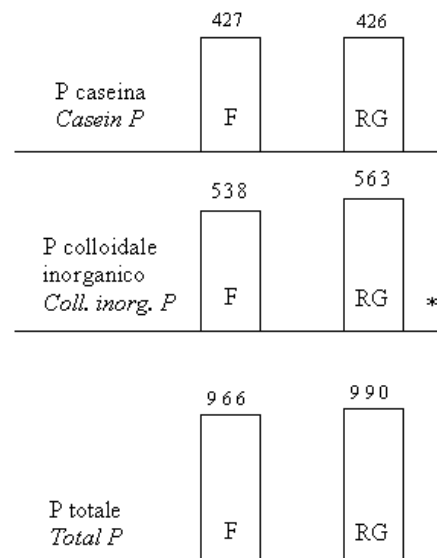 427 426
P caseina
Casein P
F RG
538 563
P colloidale
inorganico
Coll. inorg. P
F RG *
966 990
P totale
Total P
F RG